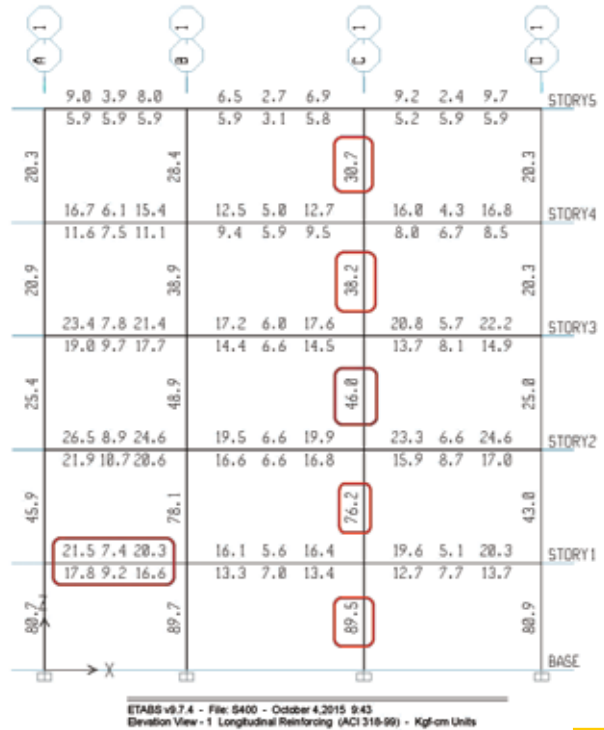 1 1 1 1
A B C D
9.0 3.9 8.0 6.5 2.7 6.9 9.2 2.4 9.7 STORY5
5.9 5.9 5.9 5.9 3.1 5.8 5.2 5.9 5.9
20.3 28.4 30.7 20.3
16.7 6.1 15.4 12.5 5.0 12.7 16.0 4.3 16.8 STORY4
11.6 7.5 11.1 9.4 5.9 9.5 8.0 6.7 8.5
20.9 38.9 38.2 20.3
23.4 7.8 21.4 17.2 6.0 17.6 20.8 5.7 22.2 STORY3
19.0 9.7 17.7 14.4 6.6 14.5 13.7 8.1 14.9
25.4 48.9 46.0 25.0
26.5 8.9 24.6 19.5 6.6 19.9 23.3 6.6 24.6 STORY2
21.9 10.7 20.6 16.6 6.6 16.8 15.9 8.7 17.0
45.9 78.1 76.2 43.0
21.5 7.4 20.3 16.1 5.6 16.4 19.6 5.1 20.3 STORY1
17.8 9.2 16.6 13.3 7.0 13.4 12.7 7.7 13.7
80.7 89.7 89.5 80.9
X BASE
ETABS v9.7.4 - File: S400 - October 4,2015 9:43
Elevation View - 1 Longitudinal Reinforcing (ACI 318-99) - Kgf-cm Units